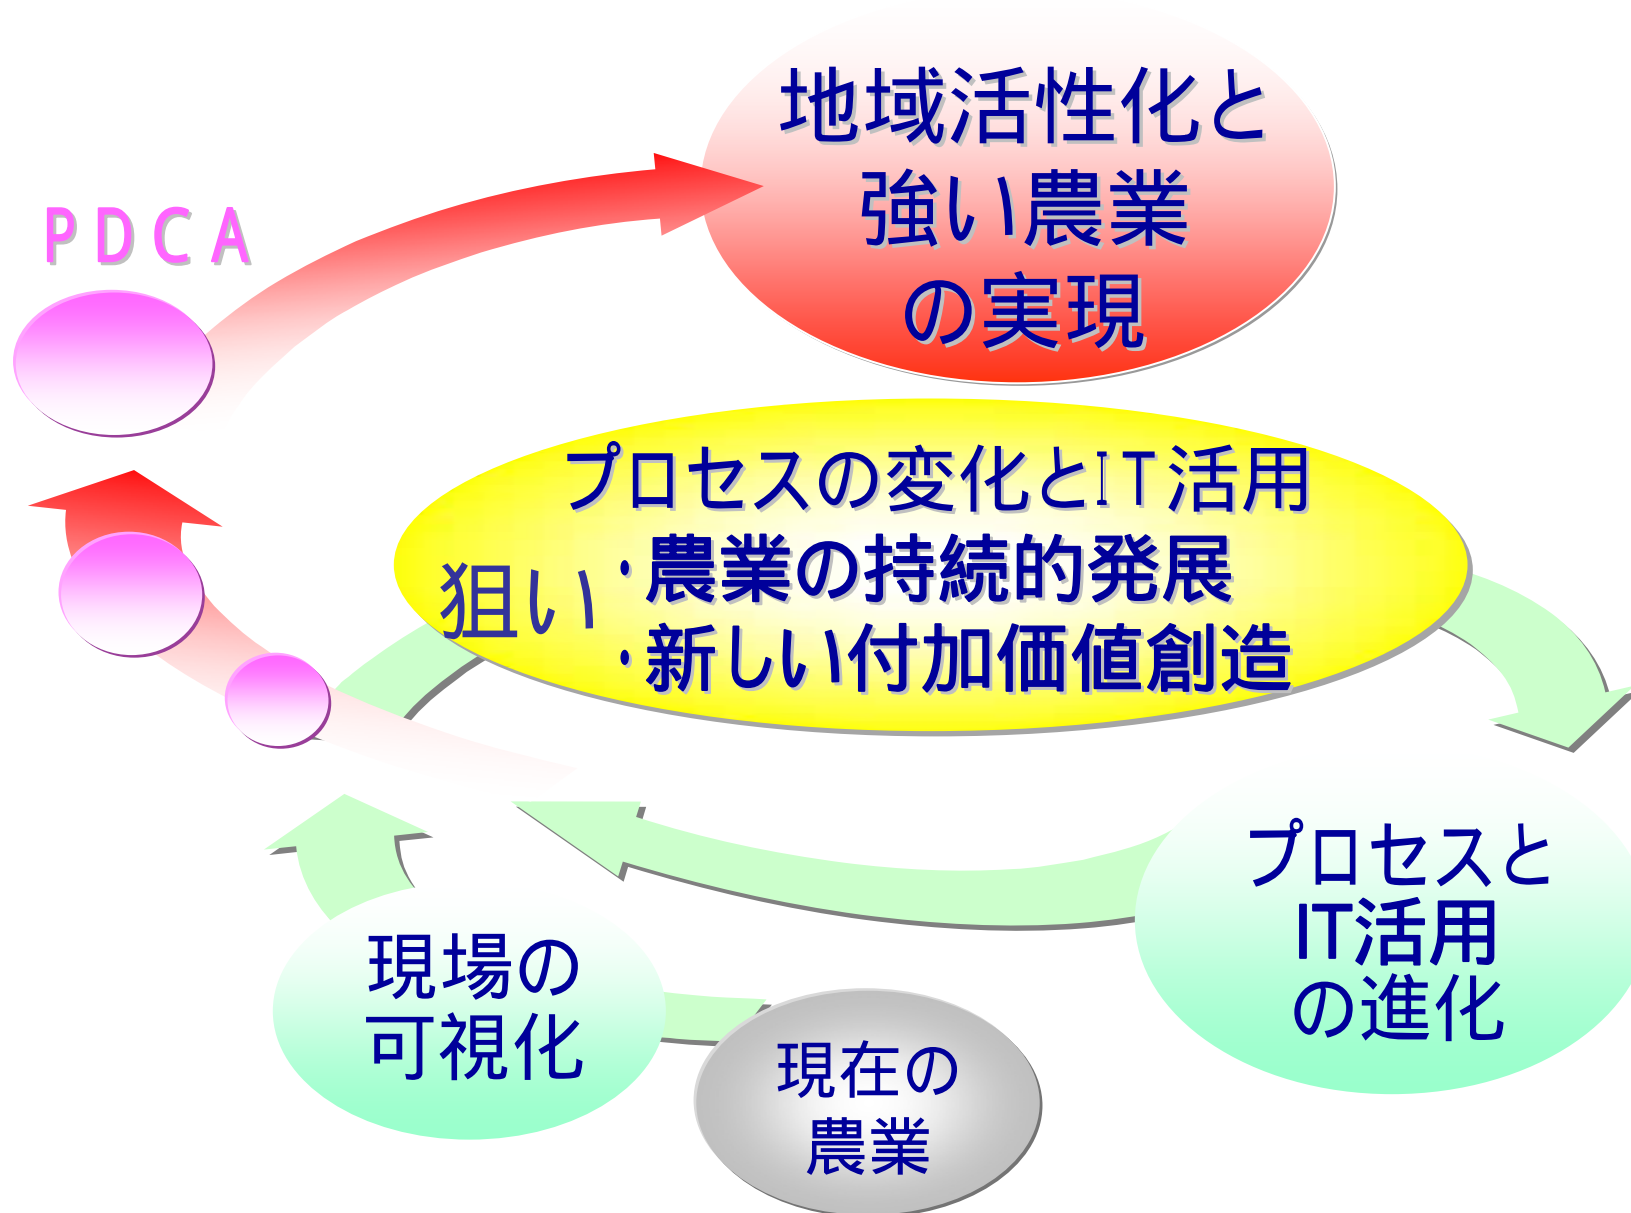 地域活性化と
強い農業
の実現
ＰＤＣＡ
プロセスの変化とIT活用
狙い
・農業の持続的発展
・新しい付加価値創造
プロセスと
IT活用
の進化
現場の
可視化
現在の
農業